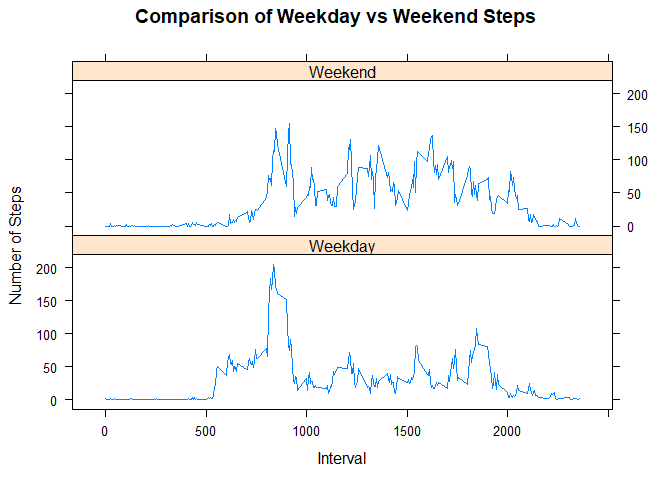 Comparison of Weekday vs Weekend Steps
Weekend
200
150
100
50
0
Weekday
200
150
100
50
0
Number of Steps
0 500 1000 1500 2000
Interval